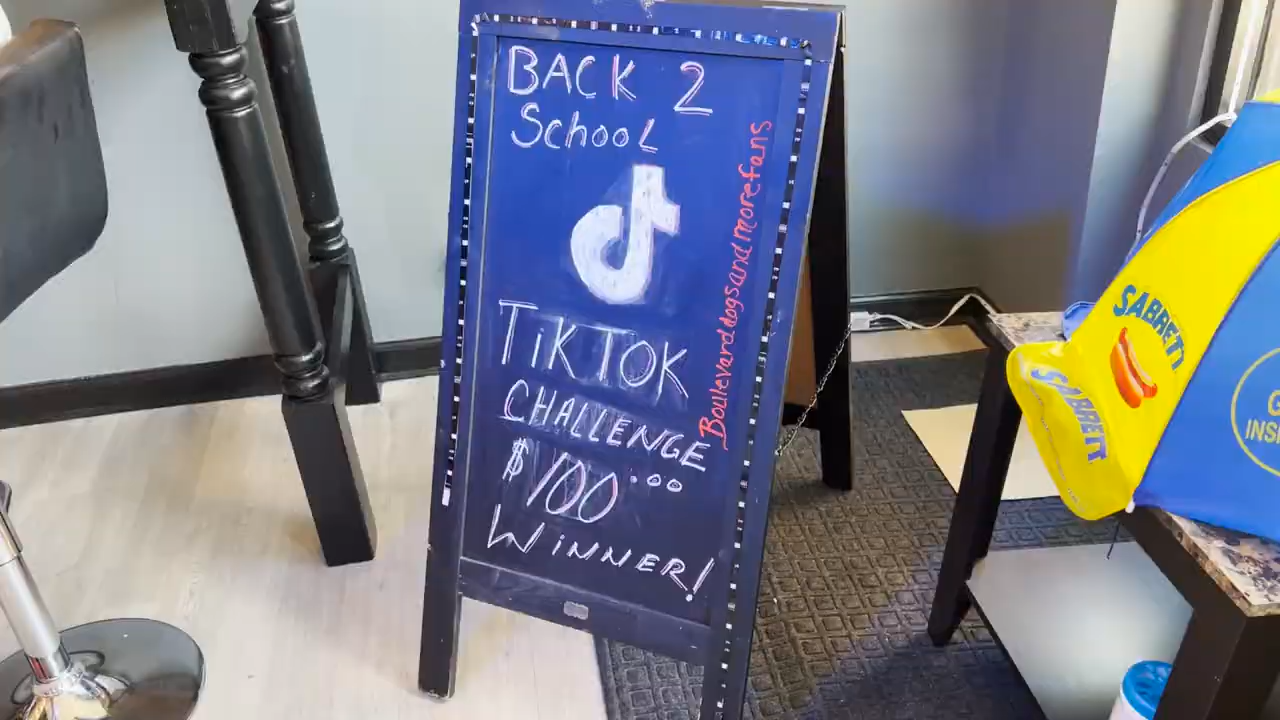 BACK 2
SCHOOL
TiKTOK
CHALLENGE
$100.00
WiNNER!
Boulevarddogsandmorefans
SABRETT
SABRETT